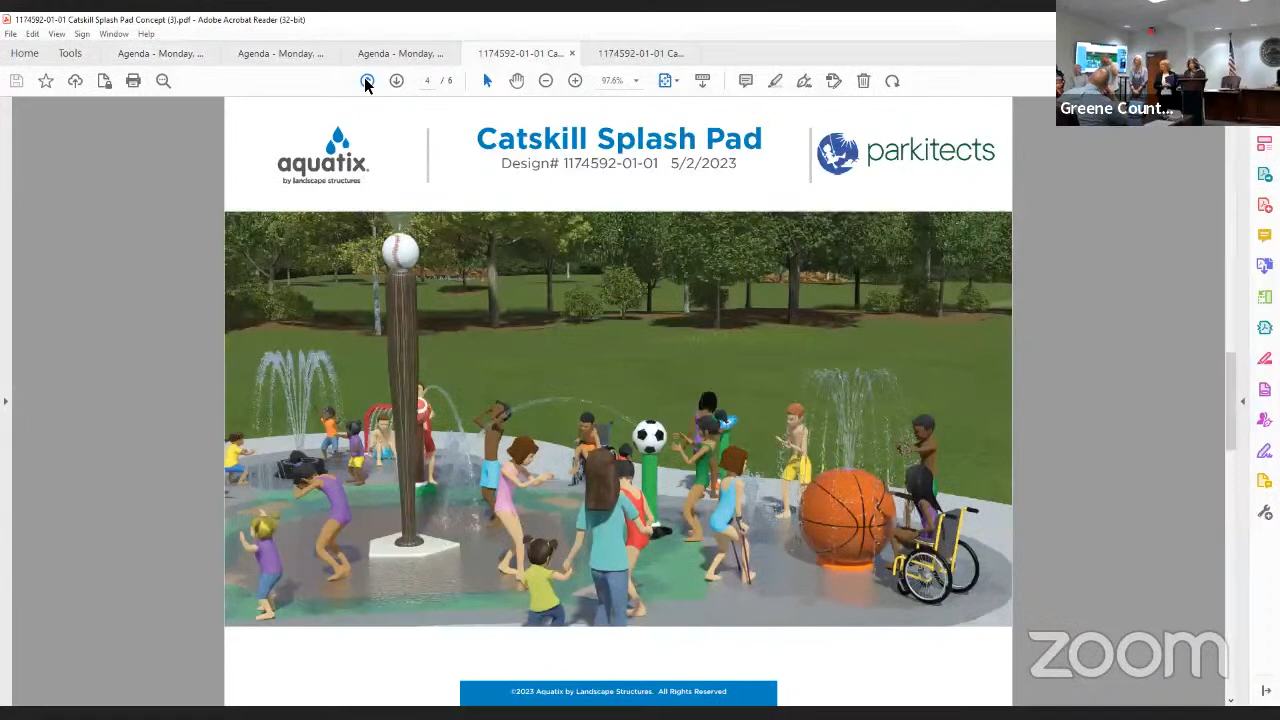 1174592-01-01 Catskill Splash Pad Concept (3).pdf - Adobe Acrobat Reader (32-bit)
File Edit View Sign Window Help
Home Tools Agenda - Monday, ... Agenda - Monday, ... Agenda - Monday, ... 1174592-01-01 Ca... × 1174592-01-01 Ca...
4 / 6 97.6%
Greene Count...
aquatix
by landscape structures
Catskill Splash Pad
Design# 1174592-01-01 5/2/2023
parkitects
©2023 Aquatix by Landscape Structures. All Rights Reserved
zoom